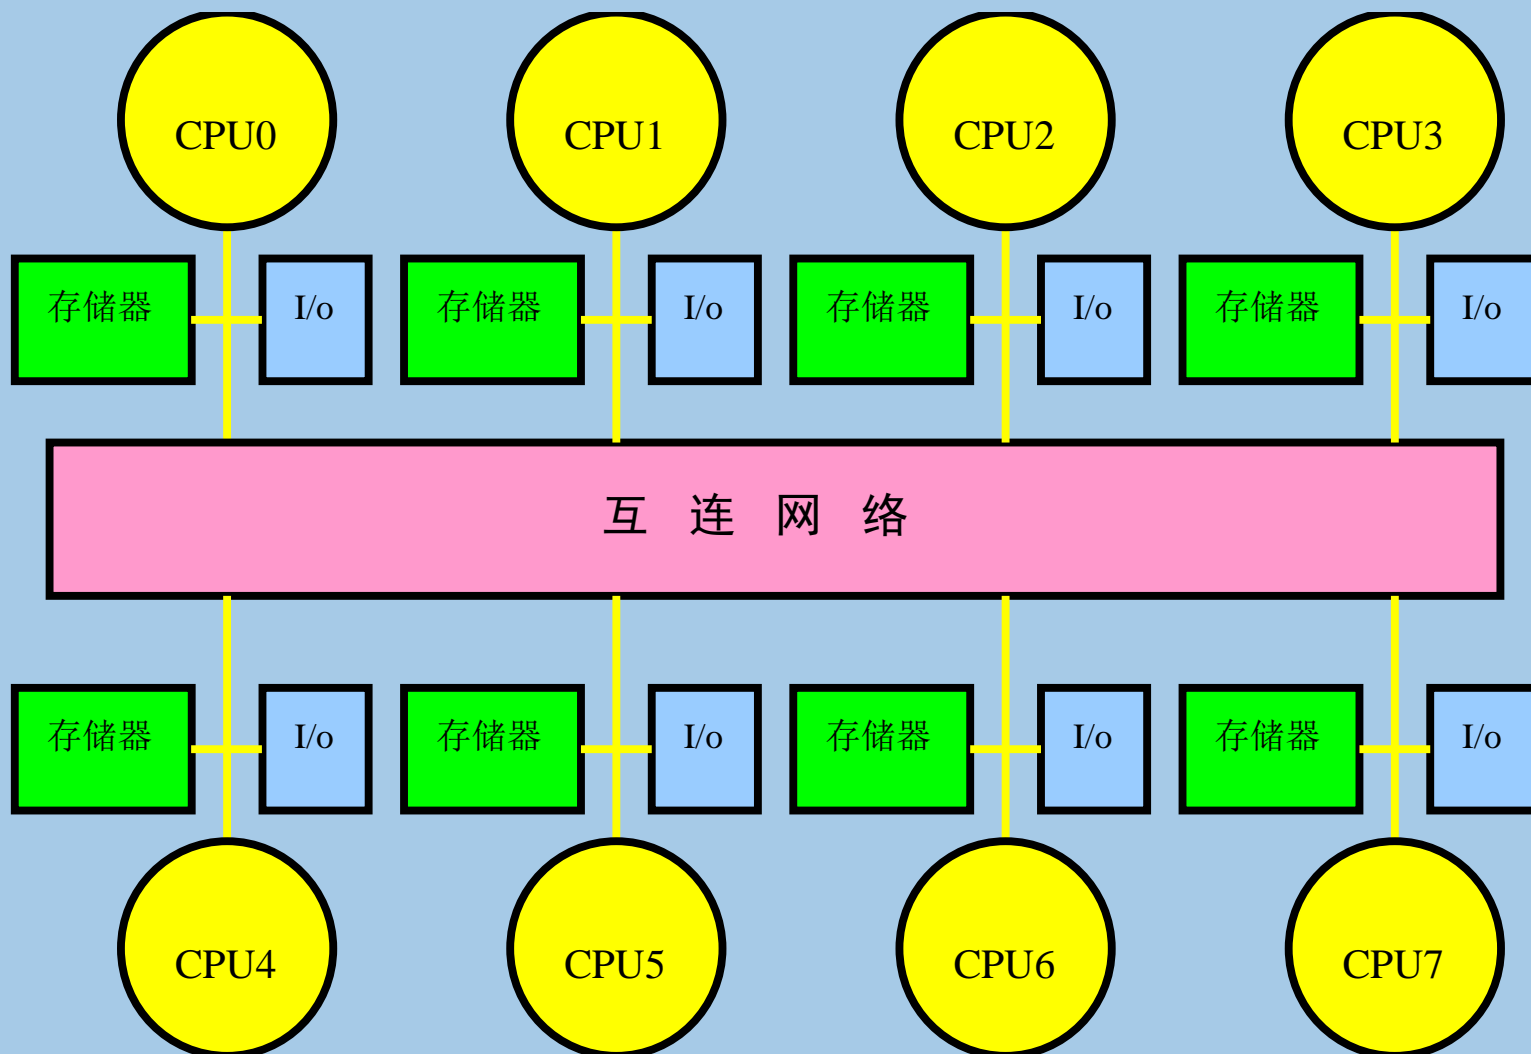 CPU0 CPU1 CPU2 CPU3
存储器 I/o 存储器 I/o 存储器 I/o 存储器 I/o
互 连 网 络
存储器 I/o 存储器 I/o 存储器 I/o 存储器 I/o
CPU4 CPU5 CPU6 CPU7